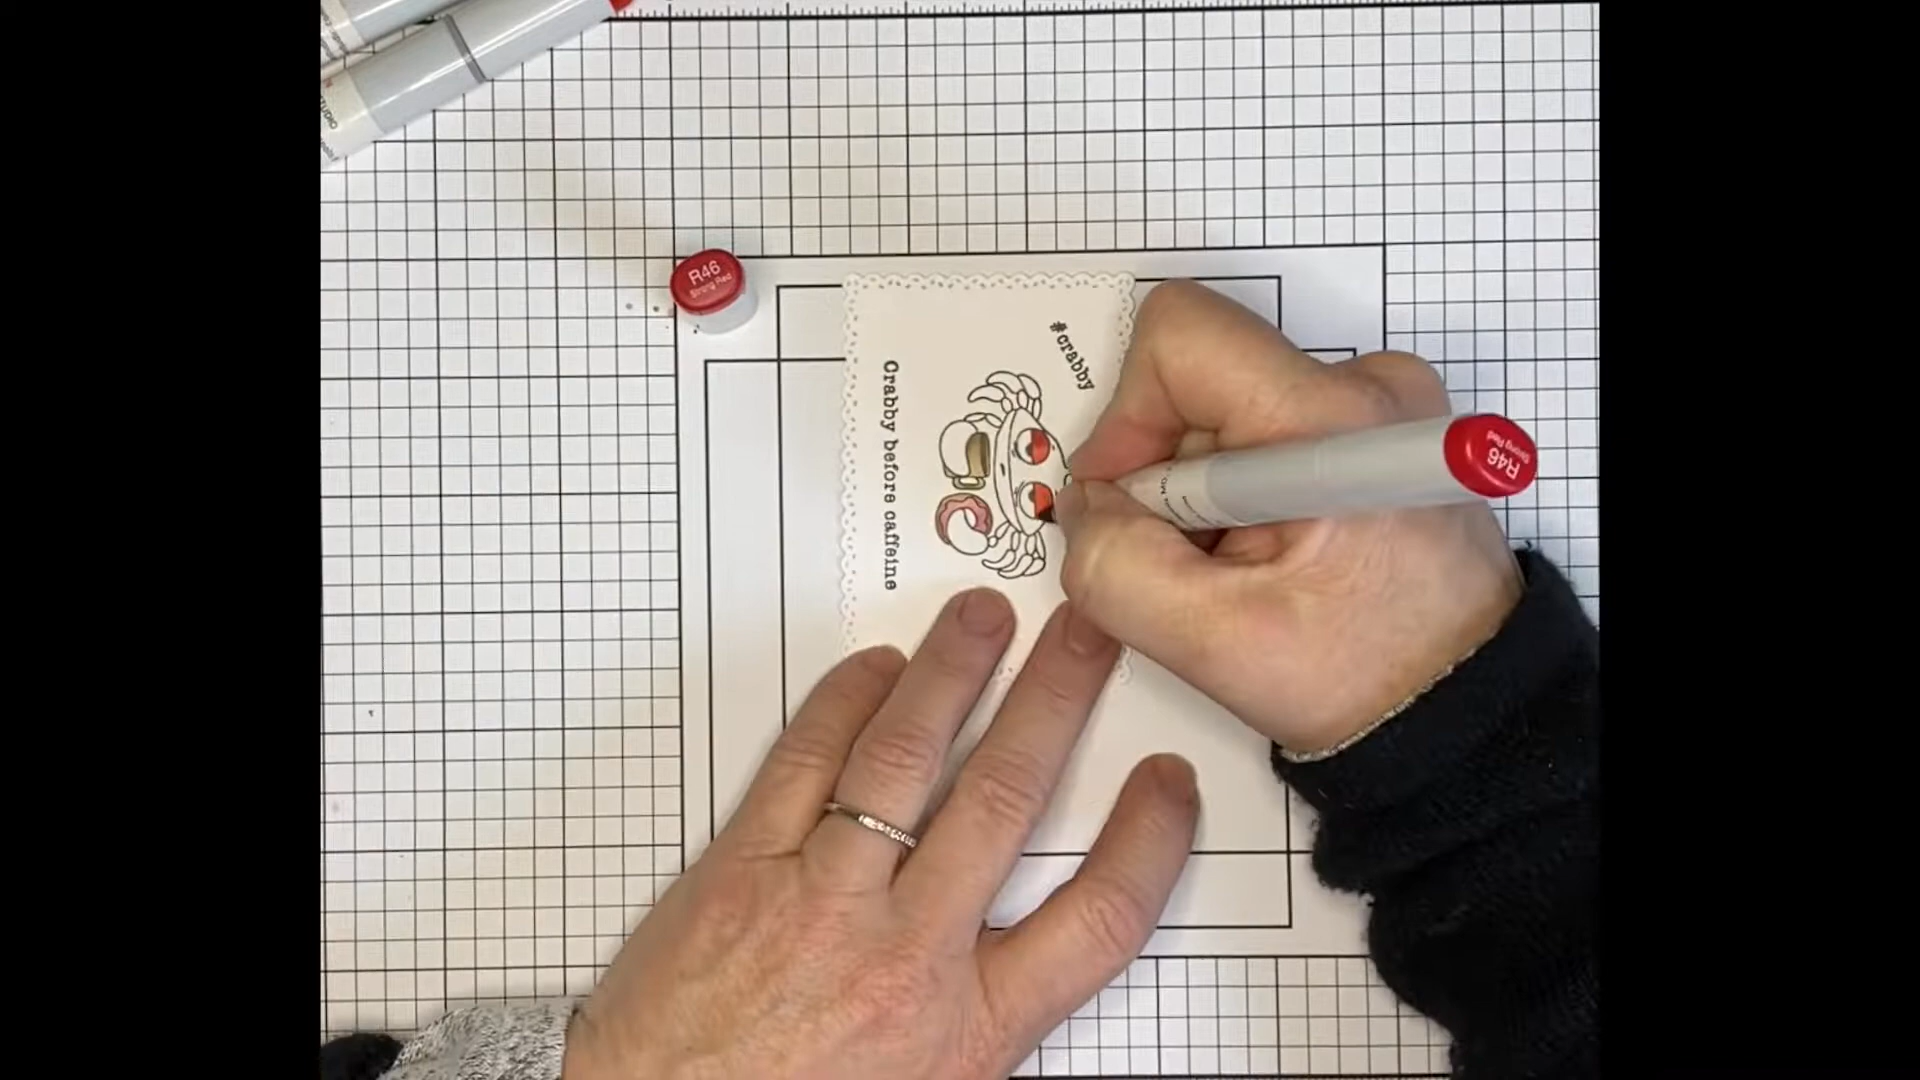 R46
Strong Red
#crabby
Crabby before caffeine
R46
Strong Red